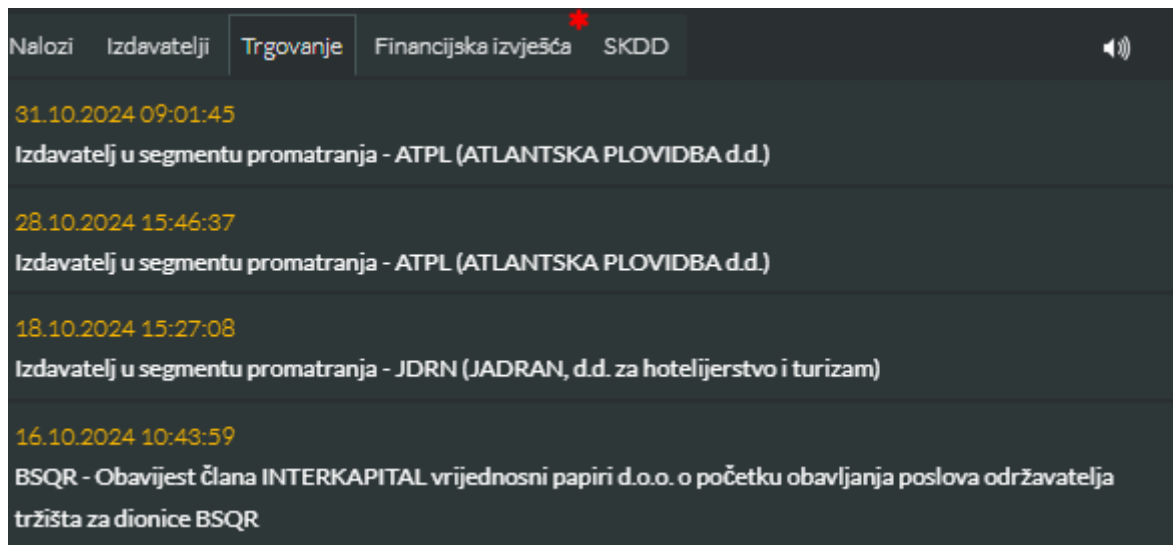 Nalozi Izdavatelji Trgovanje Financijska izvješća * SKDD
31.10.2024 09:01:45
Izdavatelj u segmentu promatranja - ATPL (ATLANTSKA PLOVIDBA d.d.)
28.10.2024 15:46:37
Izdavatelj u segmentu promatranja - ATPL (ATLANTSKA PLOVIDBA d.d.)
18.10.2024 15:27:08
Izdavatelj u segmentu promatranja - JDRN (JADRAN, d.d. za hotelijerstvo i turizam)
16.10.2024 10:43:59
BSQR - Obavijest člana INTERKAPITAL vrijednosni papiri d.o.o. o početku obavljanja poslova održavatelja
tržišta za dionice BSQR